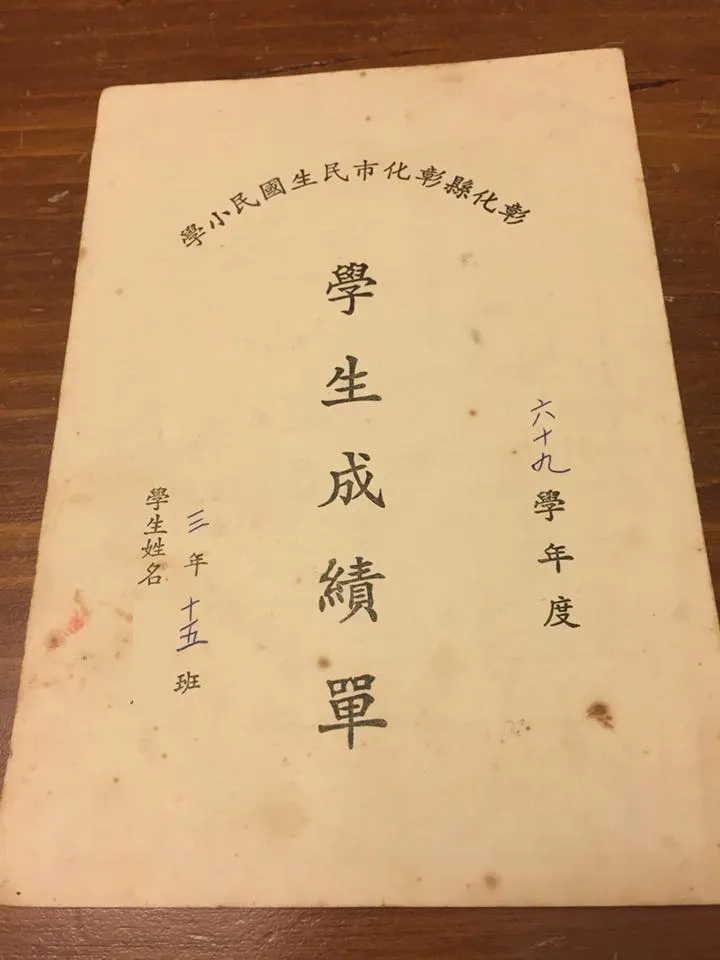 彰化縣彰化市民生國民小學
六十九學年度
學生成績單
三年十五班
學生姓名